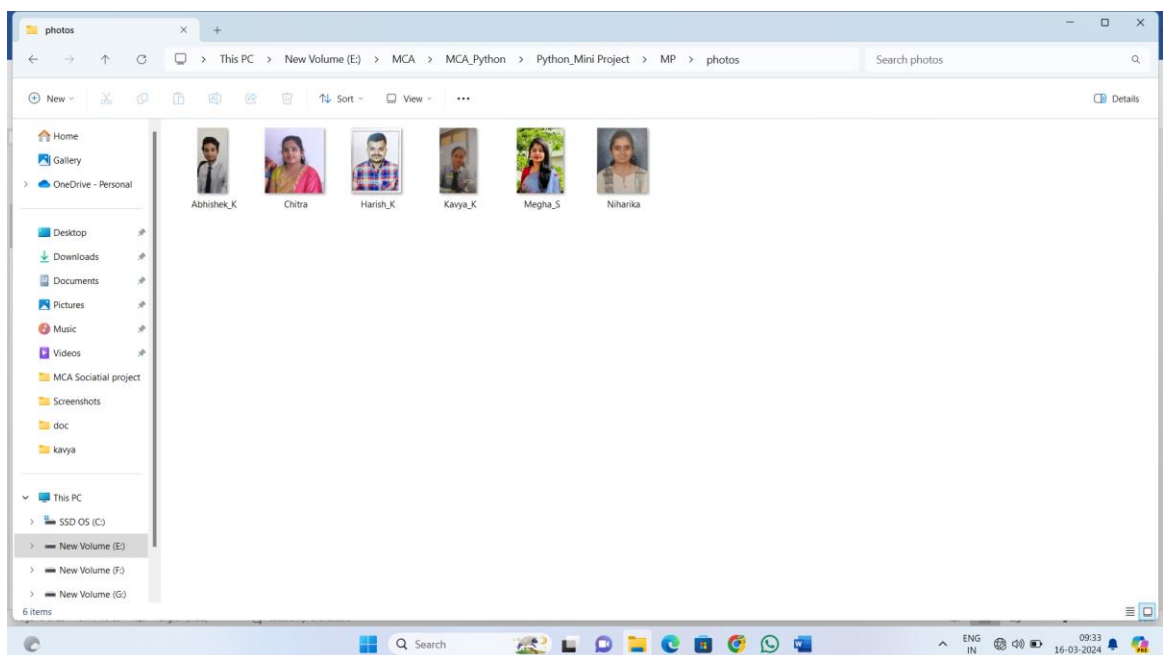 photos
This PC > New Volume (E:) > MCA > MCA_Python > Python_Mini Project > MP > photos
Search photos
New
Sort
View
Details
Home
Gallery
OneDrive - Personal
Desktop
Downloads
Documents
Pictures
Music
Videos
MCA Sociatial project
Screenshots
doc
kavya
This PC
SSD OS (C:)
New Volume (E:)
New Volume (F:)
New Volume (G:)
Abhishek_K
Chitra
Harish_K
Kavya_K
Megha_S
Niharika
6 items
Search
ENG
IN
09:33
16-03-2024